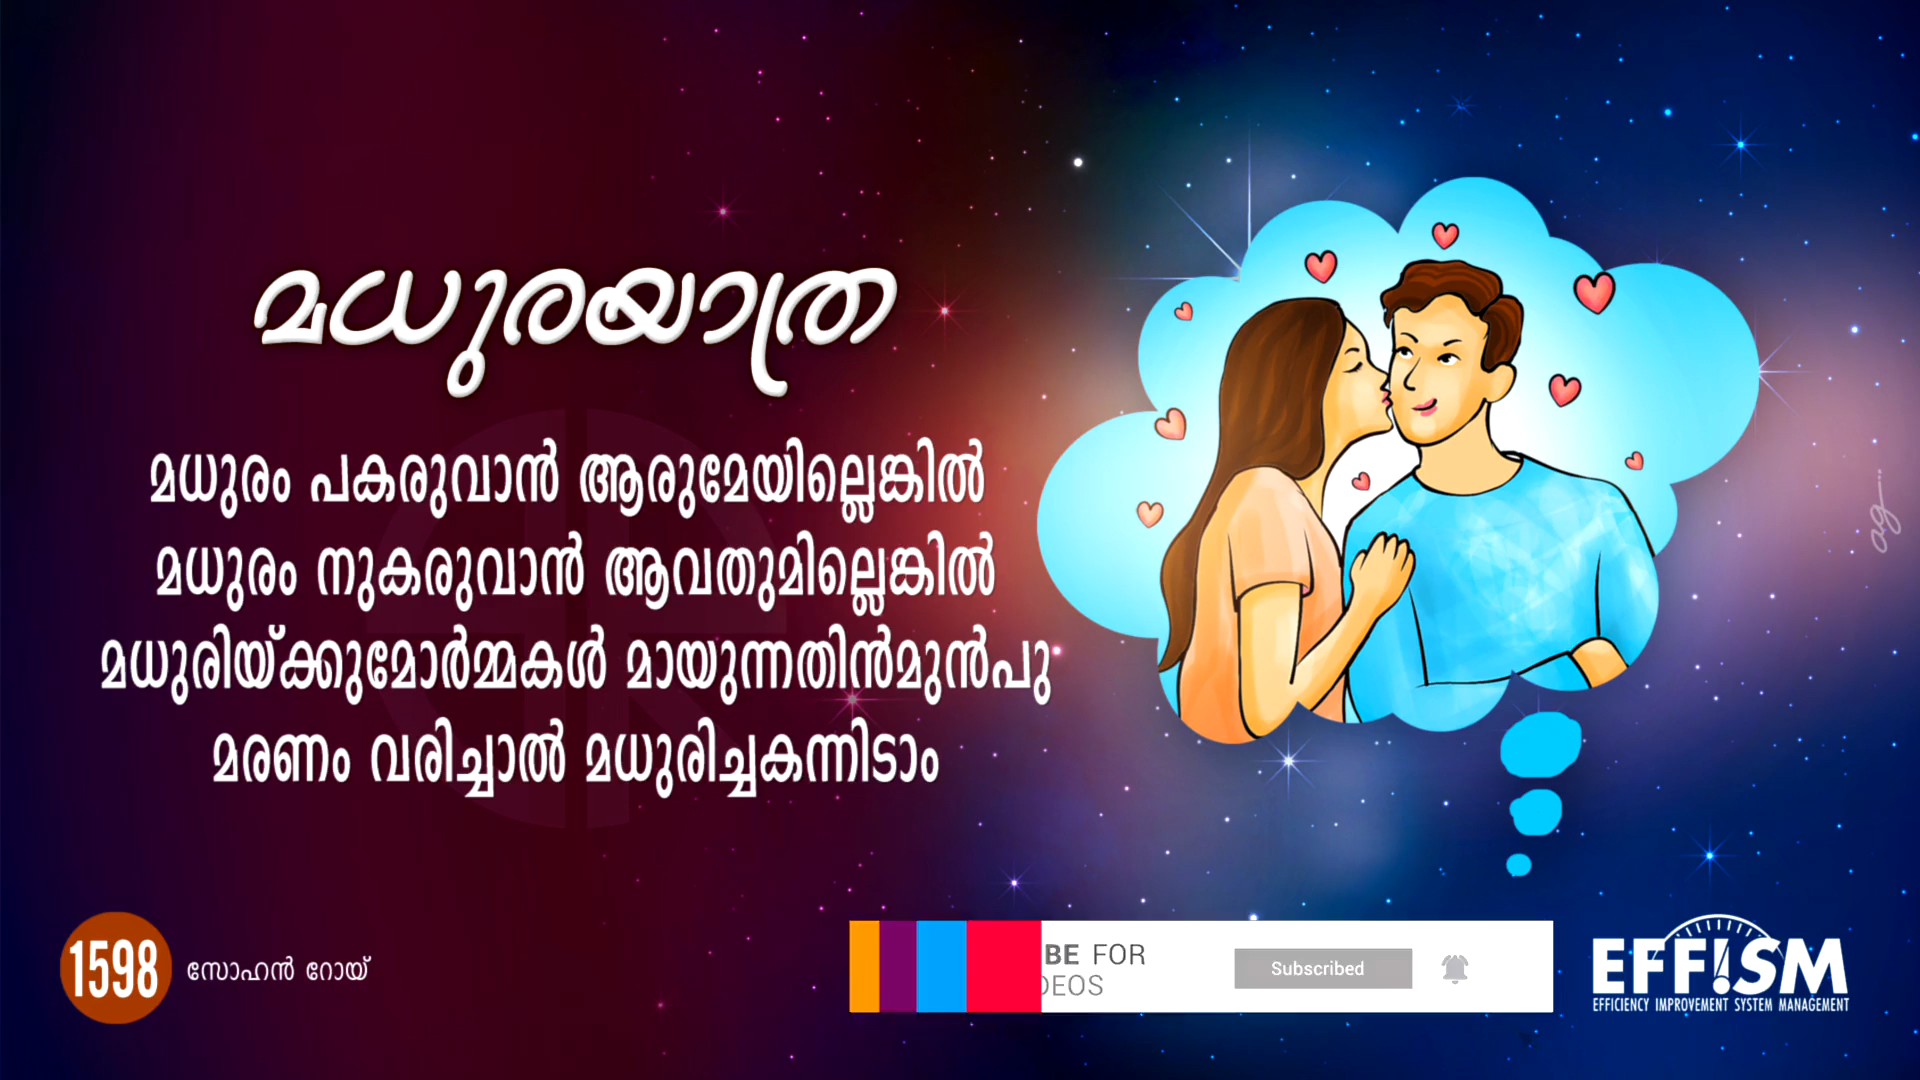 മധുരയാത്ര
മധുരം പകരുവാൻ ആരുമേയില്ലെങ്കിൽ
മധുരം നുകരുവാൻ ആവതുമില്ലെങ്കിൽ
മധുരിയ്ക്കുമോർമ്മകൾ മായുന്നതിൻമുൻപു
മരണം വരിച്ചാൽ മധുരിച്ചകന്നിടാം
1598 സോഹൻ റോയ്
BE FOR
DEOS
Subscribed
EFFISM
EFFICIENCY IMPROVEMENT SYSTEM MANAGEMENT